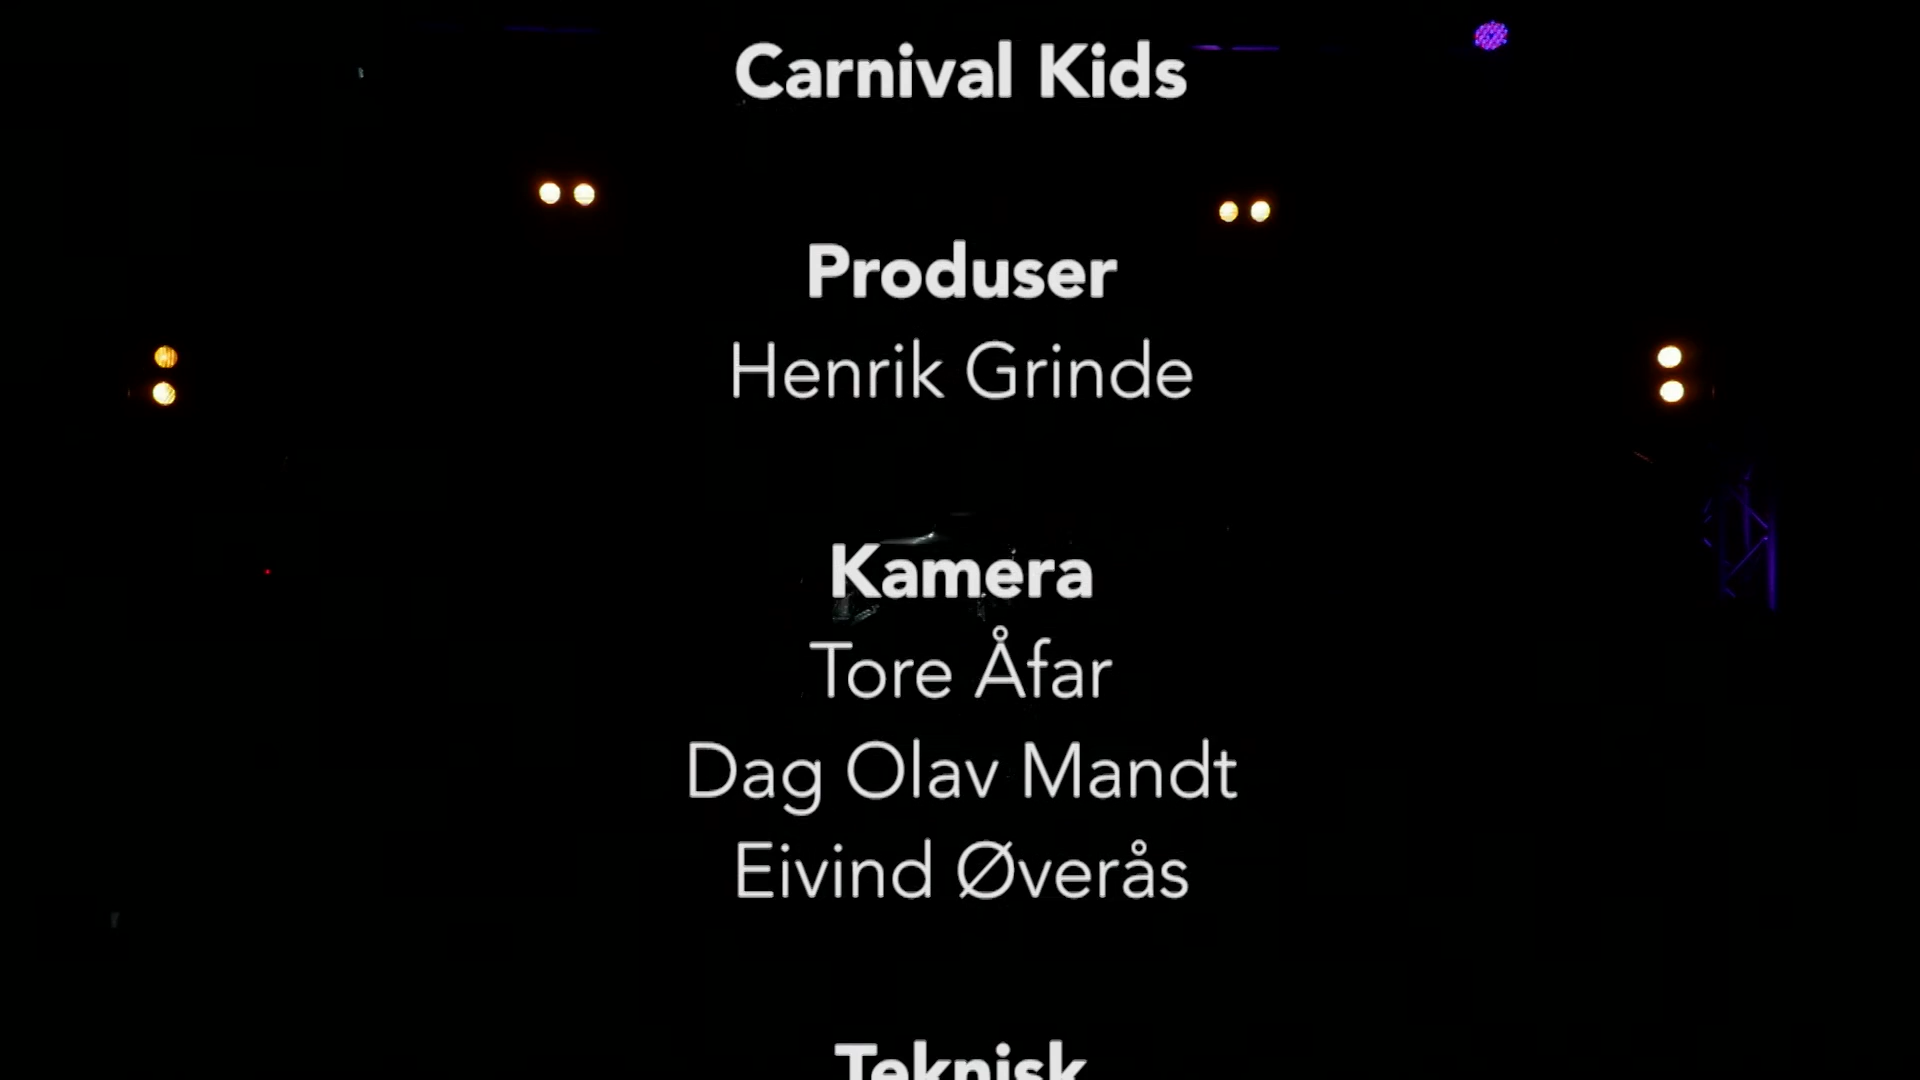 Carnival Kids
Produser
Henrik Grinde
Kamera
Tore Åfar
Dag Olav Mandt
Eivind Øverås
Teknisk